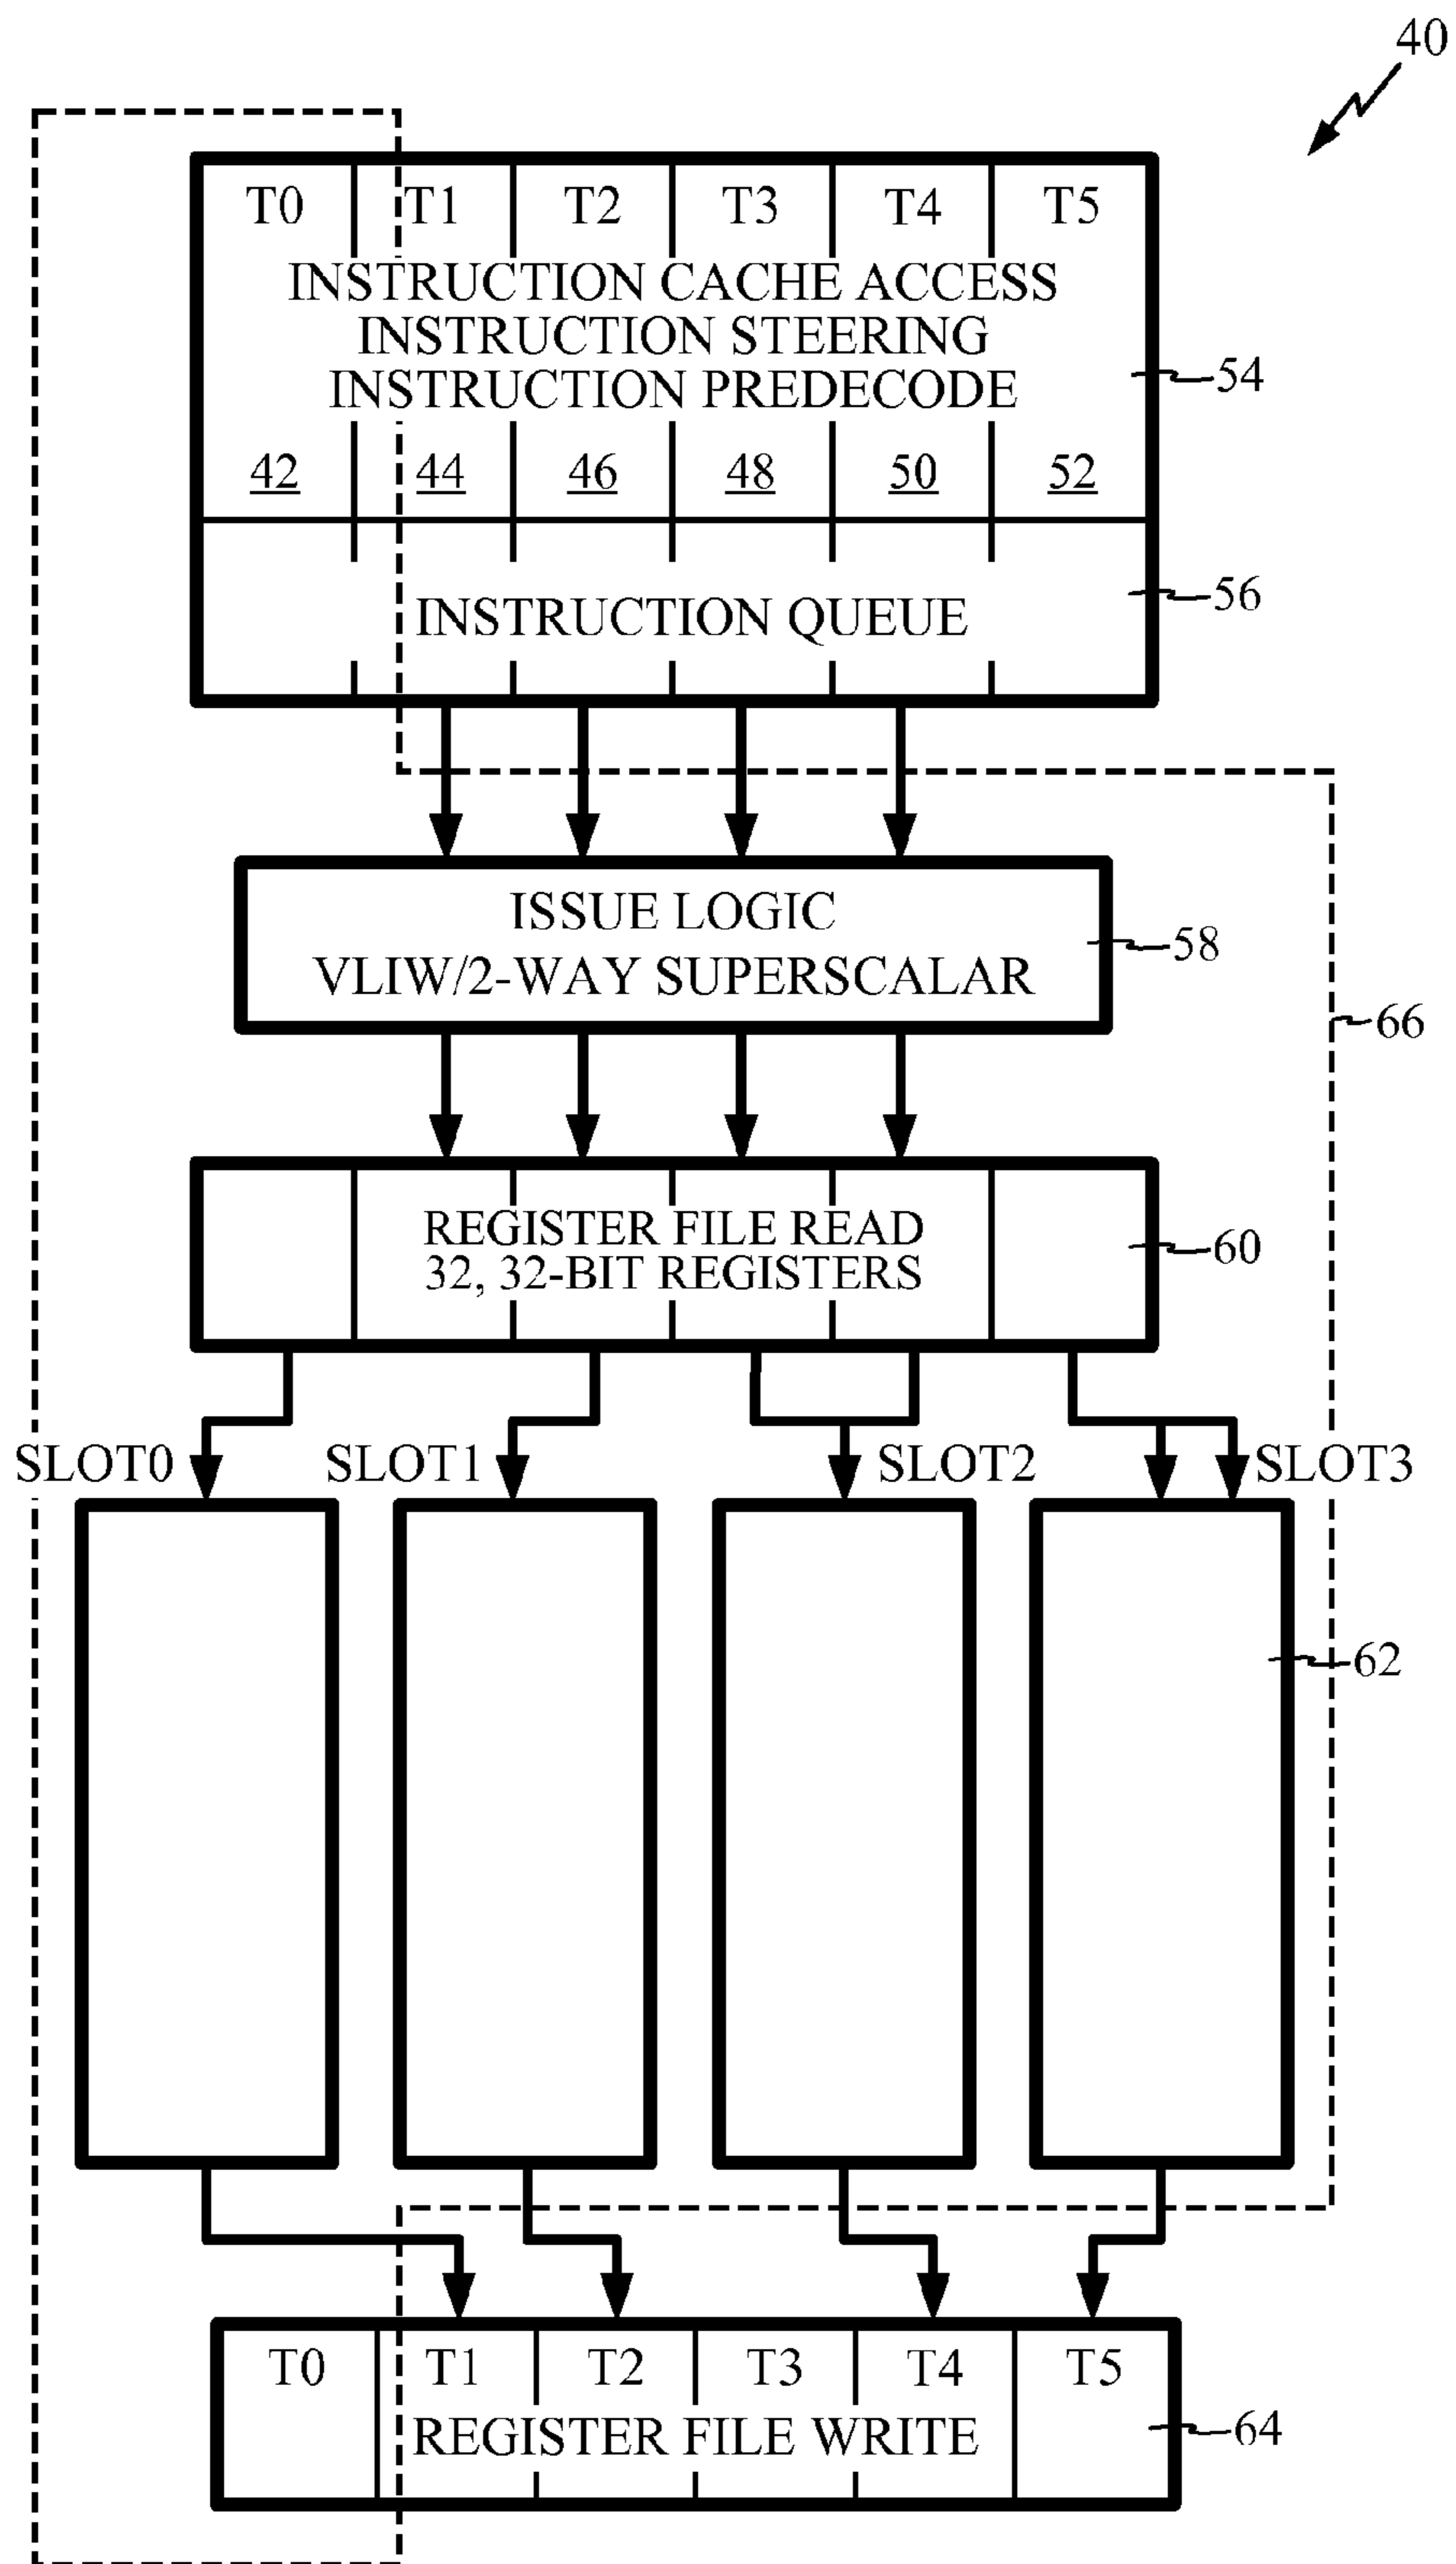 40
T0 T1 T2 T3 T4 T5
INSTRUCTION CACHE ACCESS
INSTRUCTION STEERING
INSTRUCTION PREDECODE
54
42 44 46 48 50 52
INSTRUCTION QUEUE
56
ISSUE LOGIC
VLIW/2-WAY SUPERSCALAR
58
66
REGISTER FILE READ
32, 32-BIT REGISTERS
60
SLOT0 SLOT1 SLOT2 SLOT3
62
T0 T1 T2 T3 T4 T5
REGISTER FILE WRITE
64